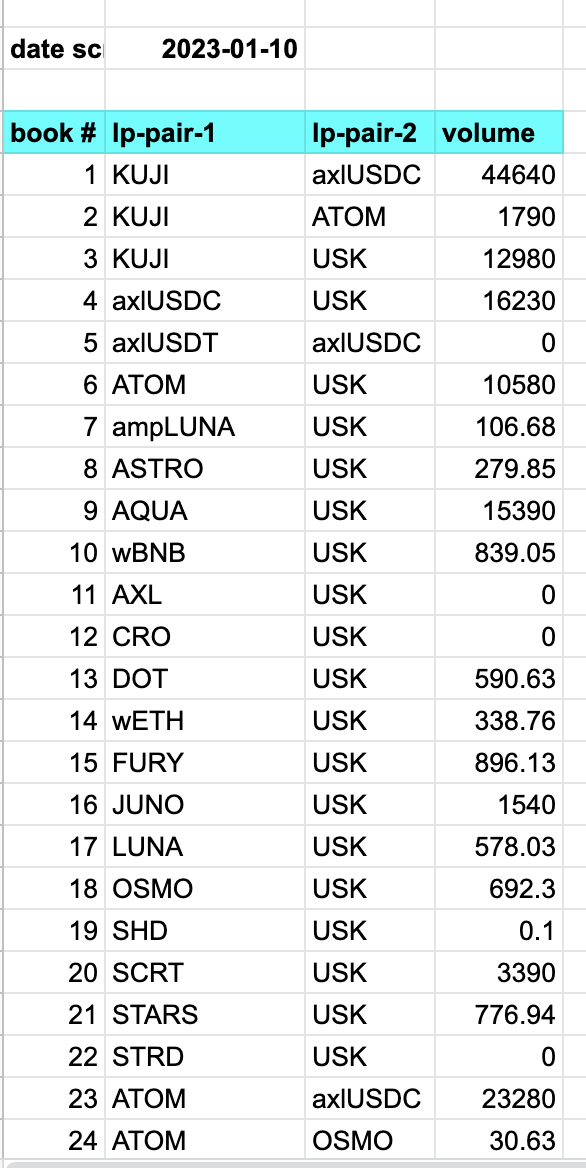 date sc 2023-01-10
book # lp-pair-1 lp-pair-2 volume
1 KUJI axlUSDC 44640
2 KUJI ATOM 1790
3 KUJI USK 12980
4 axlUSDC USK 16230
5 axlUSDT axlUSDC 0
6 ATOM USK 10580
7 ampLUNA USK 106.68
8 ASTRO USK 279.85
9 AQUA USK 15390
10 wBNB USK 839.05
11 AXL USK 0
12 CRO USK 0
13 DOT USK 590.63
14 wETH USK 338.76
15 FURY USK 896.13
16 JUNO USK 1540
17 LUNA USK 578.03
18 OSMO USK 692.3
19 SHD USK 0.1
20 SCRT USK 3390
21 STARS USK 776.94
22 STRD USK 0
23 ATOM axlUSDC 23280
24 ATOM OSMO 30.63